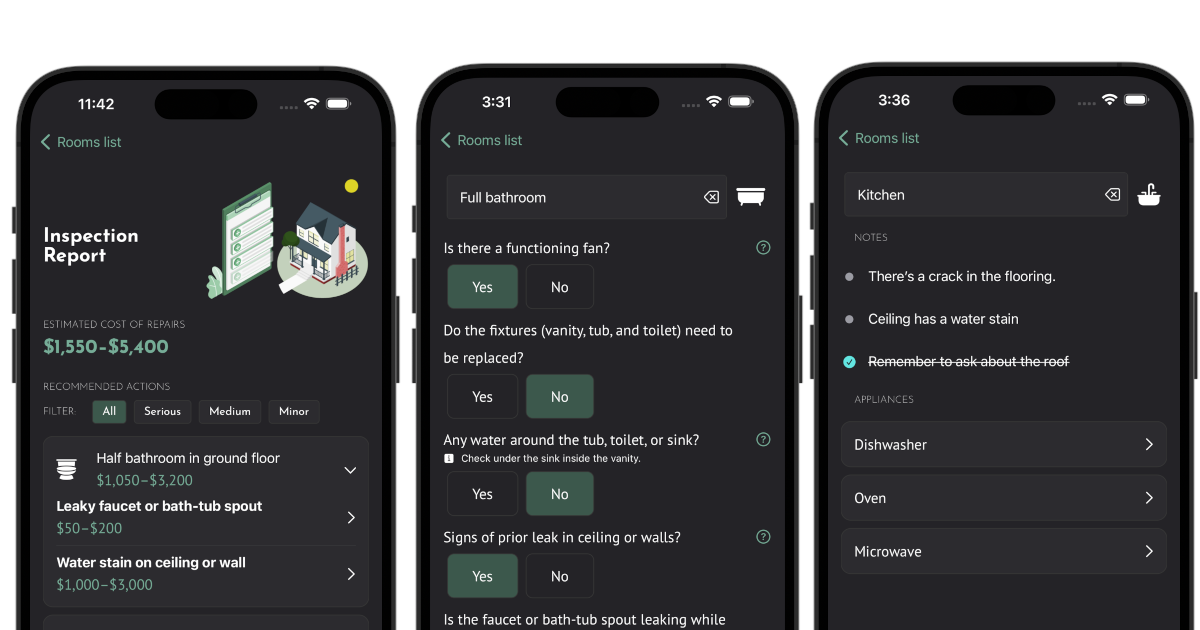 11:42
Rooms list
Inspection
Report
ESTIMATED COST OF REPAIRS
$1,550-$5,400
RECOMMENDED ACTIONS
FILTER: All Serious Medium Minor
Half bathroom in ground floor
$1,050–$3,200
Leaky faucet or bath-tub spout
$50–$200
Water stain on ceiling or wall
$1,000–$3,000
3:31
Rooms list
Full bathroom
Is there a functioning fan?
Yes No
Do the fixtures (vanity, tub, and toilet) need to
be replaced?
Yes No
Any water around the tub, toilet, or sink?
Check under the sink inside the vanity.
Yes No
Signs of prior leak in ceiling or walls?
Yes No
Is the faucet or bath-tub spout leaking while
3:36
Rooms list
Kitchen
NOTES
There's a crack in the flooring.
Ceiling has a water stain
Remember to ask about the roof
APPLIANCES
Dishwasher
Oven
Microwave